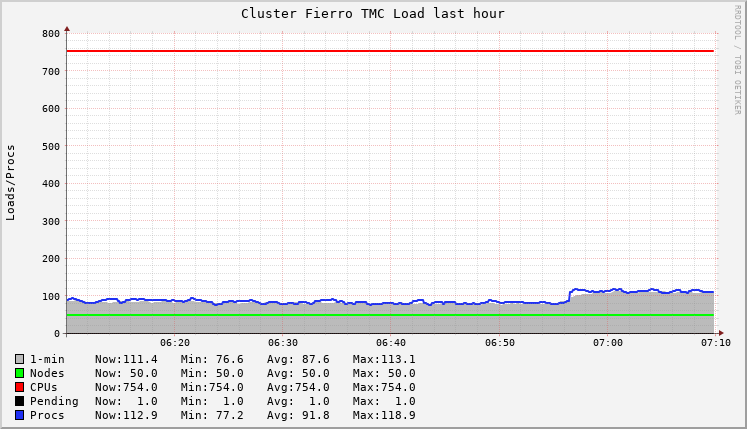 Cluster Fierro TMC Load last hour
RRDTOOL / TOBI OETIKER
Loads/Procs
800
700
600
500
400
300
200
100
0
06:20 06:30 06:40 06:50 07:00 07:10
1-min Now:111.4 Min: 76.6 Avg: 87.6 Max:113.1
Nodes Now: 50.0 Min: 50.0 Avg: 50.0 Max: 50.0
CPUs Now:754.0 Min:754.0 Avg:754.0 Max:754.0
Pending Now: 1.0 Min: 1.0 Avg: 1.0 Max: 1.0
Procs Now:112.9 Min: 77.2 Avg: 91.8 Max:118.9